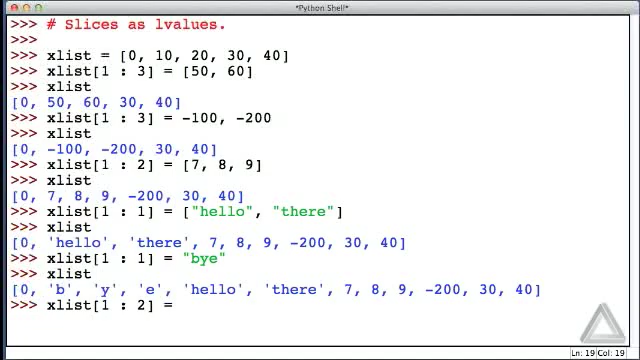 *Python Shell*
>>> # Slices as lvalues.
>>>
>>> xlist = [0, 10, 20, 30, 40]
>>> xlist[1 : 3] = [50, 60]
>>> xlist
[0, 50, 60, 30, 40]
>>> xlist[1 : 3] = -100, -200
>>> xlist
[0, -100, -200, 30, 40]
>>> xlist[1 : 2] = [7, 8, 9]
>>> xlist
[0, 7, 8, 9, -200, 30, 40]
>>> xlist[1 : 1] = ["hello", "there"]
>>> xlist
[0, 'hello', 'there', 7, 8, 9, -200, 30, 40]
>>> xlist[1 : 1] = "bye"
>>> xlist
[0, 'b', 'y', 'e', 'hello', 'there', 7, 8, 9, -200, 30, 40]
>>> xlist[1 : 2] =
Ln: 19 Col: 19